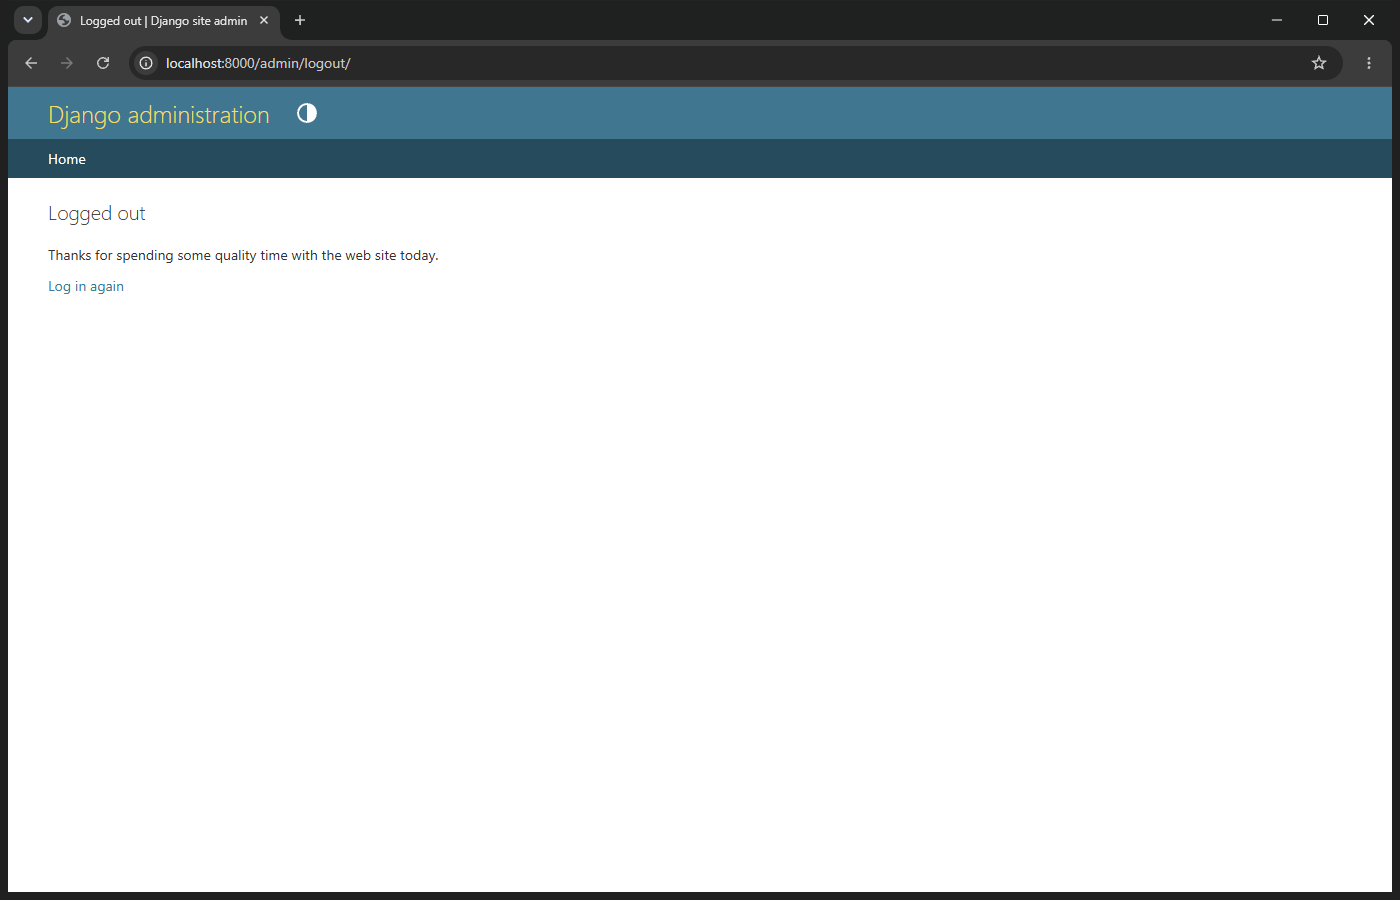 Logged out | Django site admin
localhost:8000/admin/logout/
Django administration
Home
Logged out
Thanks for spending some quality time with the web site today.
Log in again